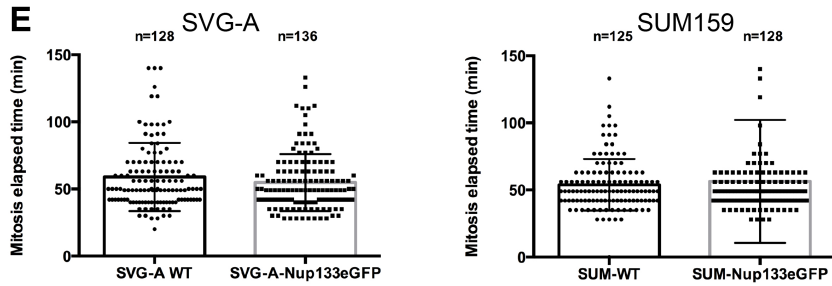 E
SVG-A
n=128
n=136
Mitosis elapsed time (min)
150
100
50
0
SVG-A WT
SVG-A-Nup133eGFP
SUM159
n=125
n=128
Mitosis elapsed time (min)
150
100
50
0
SUM-WT
SUM-Nup133eGFP